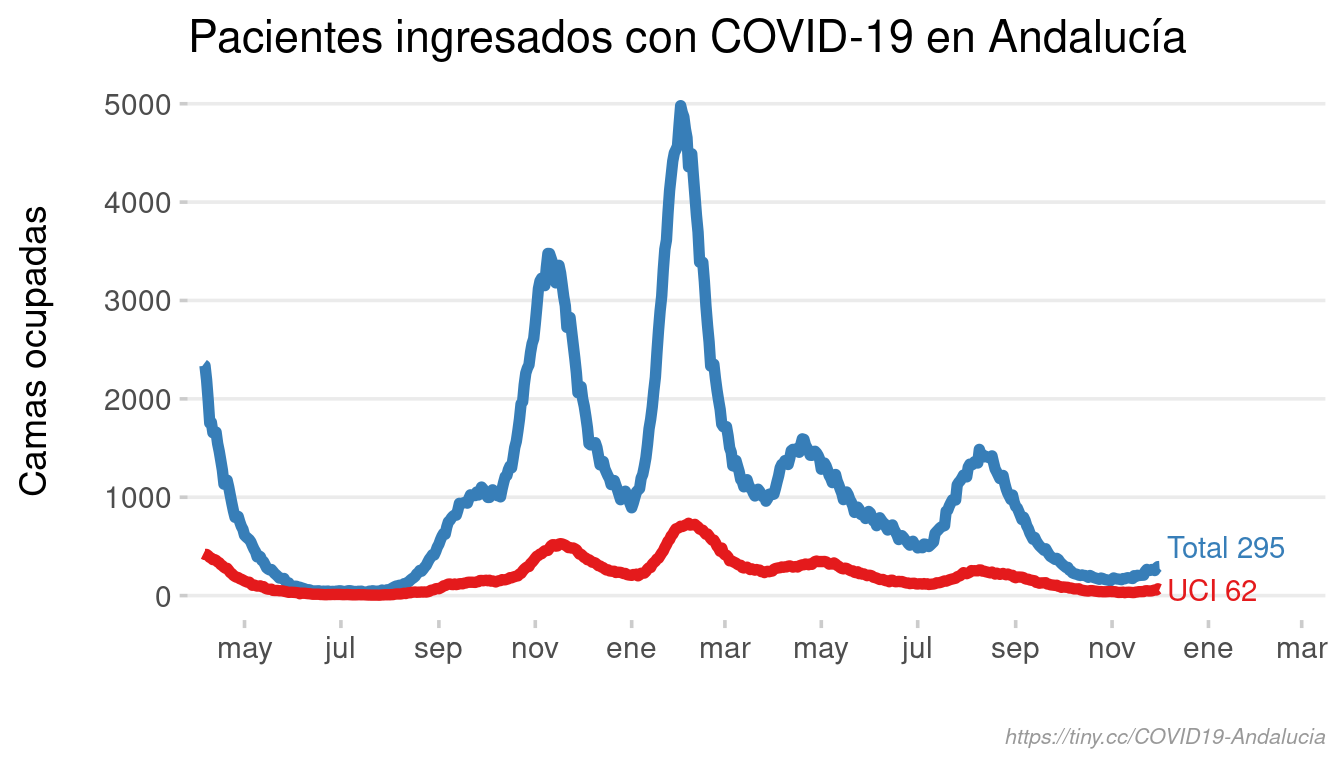 Pacientes ingresados con COVID-19 en Andalucía
Camas ocupadas
5000
4000
3000
2000
1000
0
Total 295
UCI 62
may jul sep nov ene mar may jul sep nov ene mar
https://tiny.cc/COVID19-Andalucia